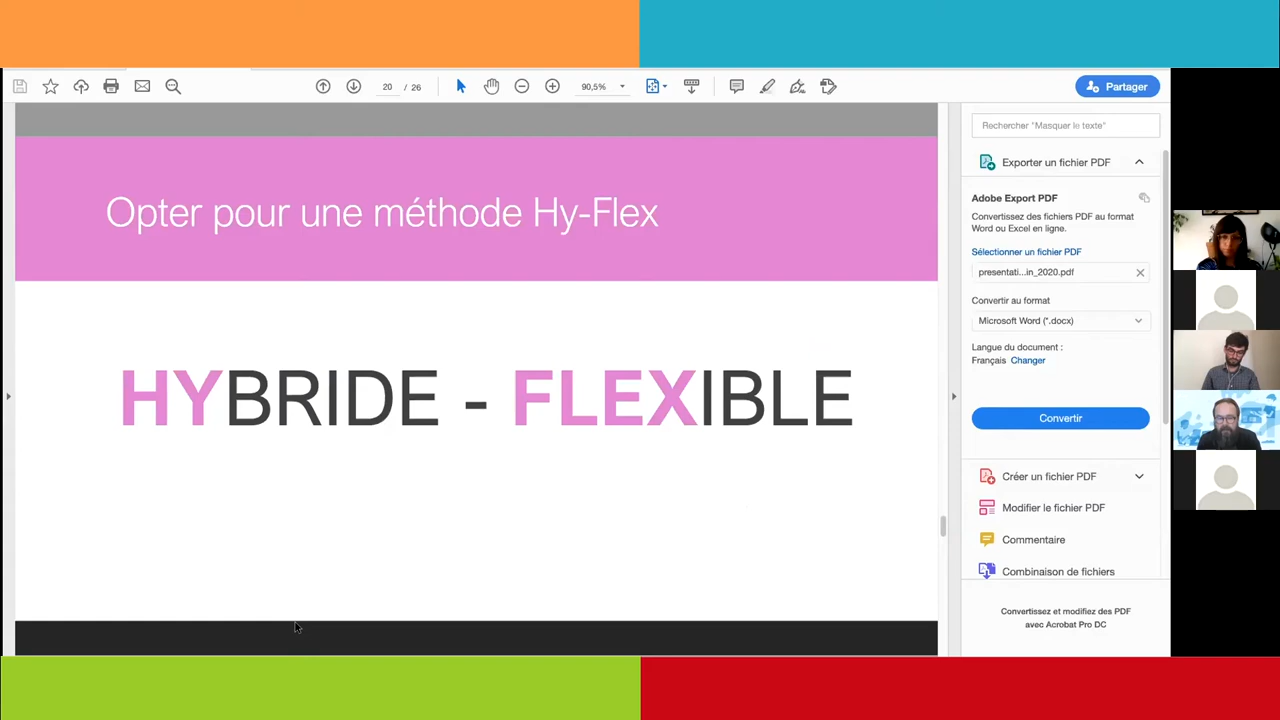 20 / 26
90,5%
Partager
Opter pour une méthode Hy-Flex
HYBRIDE - FLEXIBLE
Rechercher "Masquer le texte"
Exporter un fichier PDF
Adobe Export PDF
Convertissez des fichiers PDF au format
Word ou Excel en ligne.
Sélectionner un fichier PDF
presentati...in_2020.pdf
Convertir au format
Microsoft Word (*.docx)
Langue du document :
Français Changer
Convertir
Créer un fichier PDF
Modifier le fichier PDF
Commentaire
Combinaison de fichiers
Convertissez et modifiez des PDF
avec Acrobat Pro DC